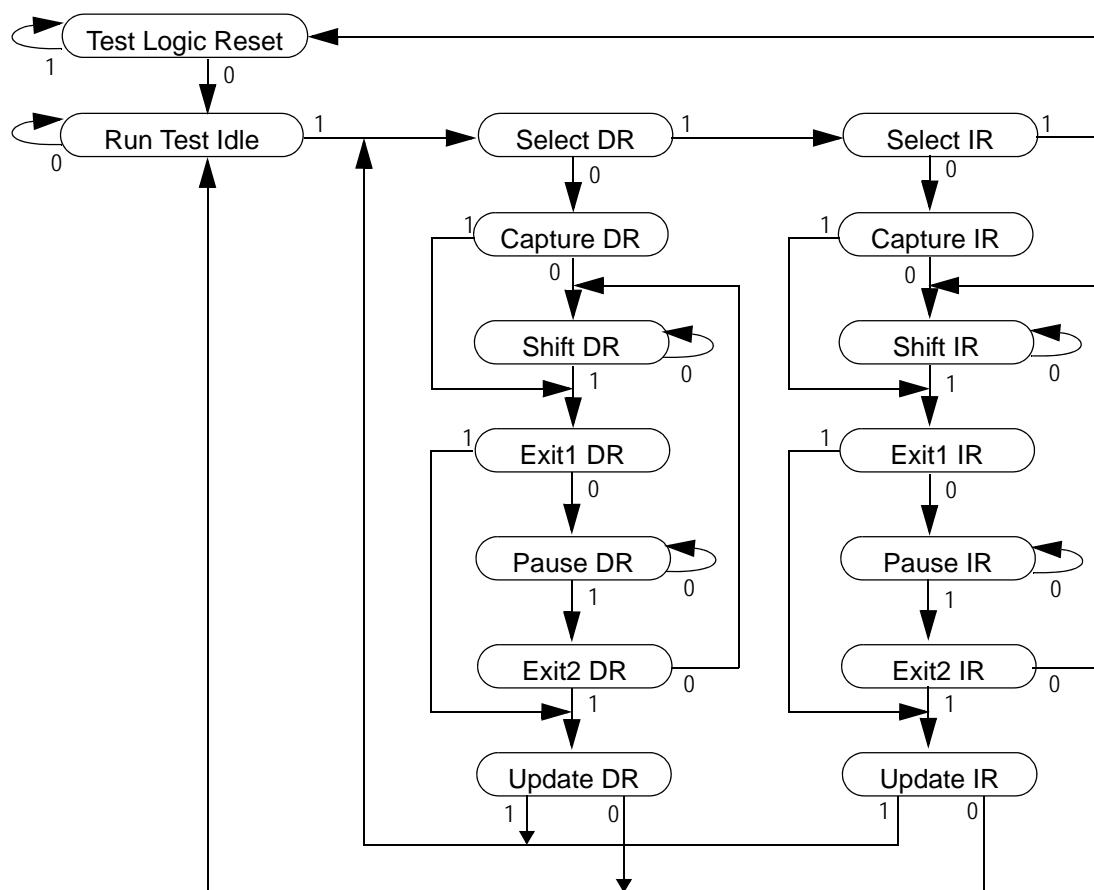 Test Logic Reset
1
0
Run Test Idle
1
Select DR
1
Select IR
1
0
0
0
1
Capture DR
1
Capture IR
0
0
Shift DR
Shift IR
0
0
1
1
1
Exit1 DR
1
Exit1 IR
0
0
Pause DR
Pause IR
0
0
1
1
Exit2 DR
Exit2 IR
0
0
1
1
Update DR
Update IR
1
0
1
0